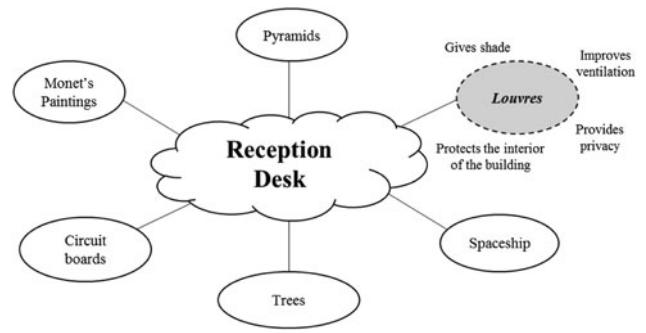 Pyramids
Gives shade
Improves
ventilation
Monet's
Paintings
Louvres
Provides
privacy
Protects the interior
of the building
Reception
Desk
Circuit
boards
Spaceship
Trees